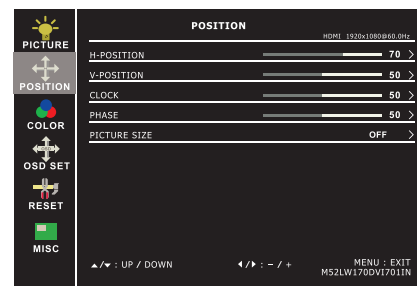 PICTURE
POSITION
COLOR
OSD SET
RESET
MISC
POSITION
HDMI 1920x1080@60.0Hz
H-POSITION 70 >
V-POSITION 50 >
CLOCK 50 >
PHASE 50 >
PICTURE SIZE OFF >
▲/▼ : UP / DOWN ◀/▶ : – / + MENU : EXIT
M52LW170DVI701IN